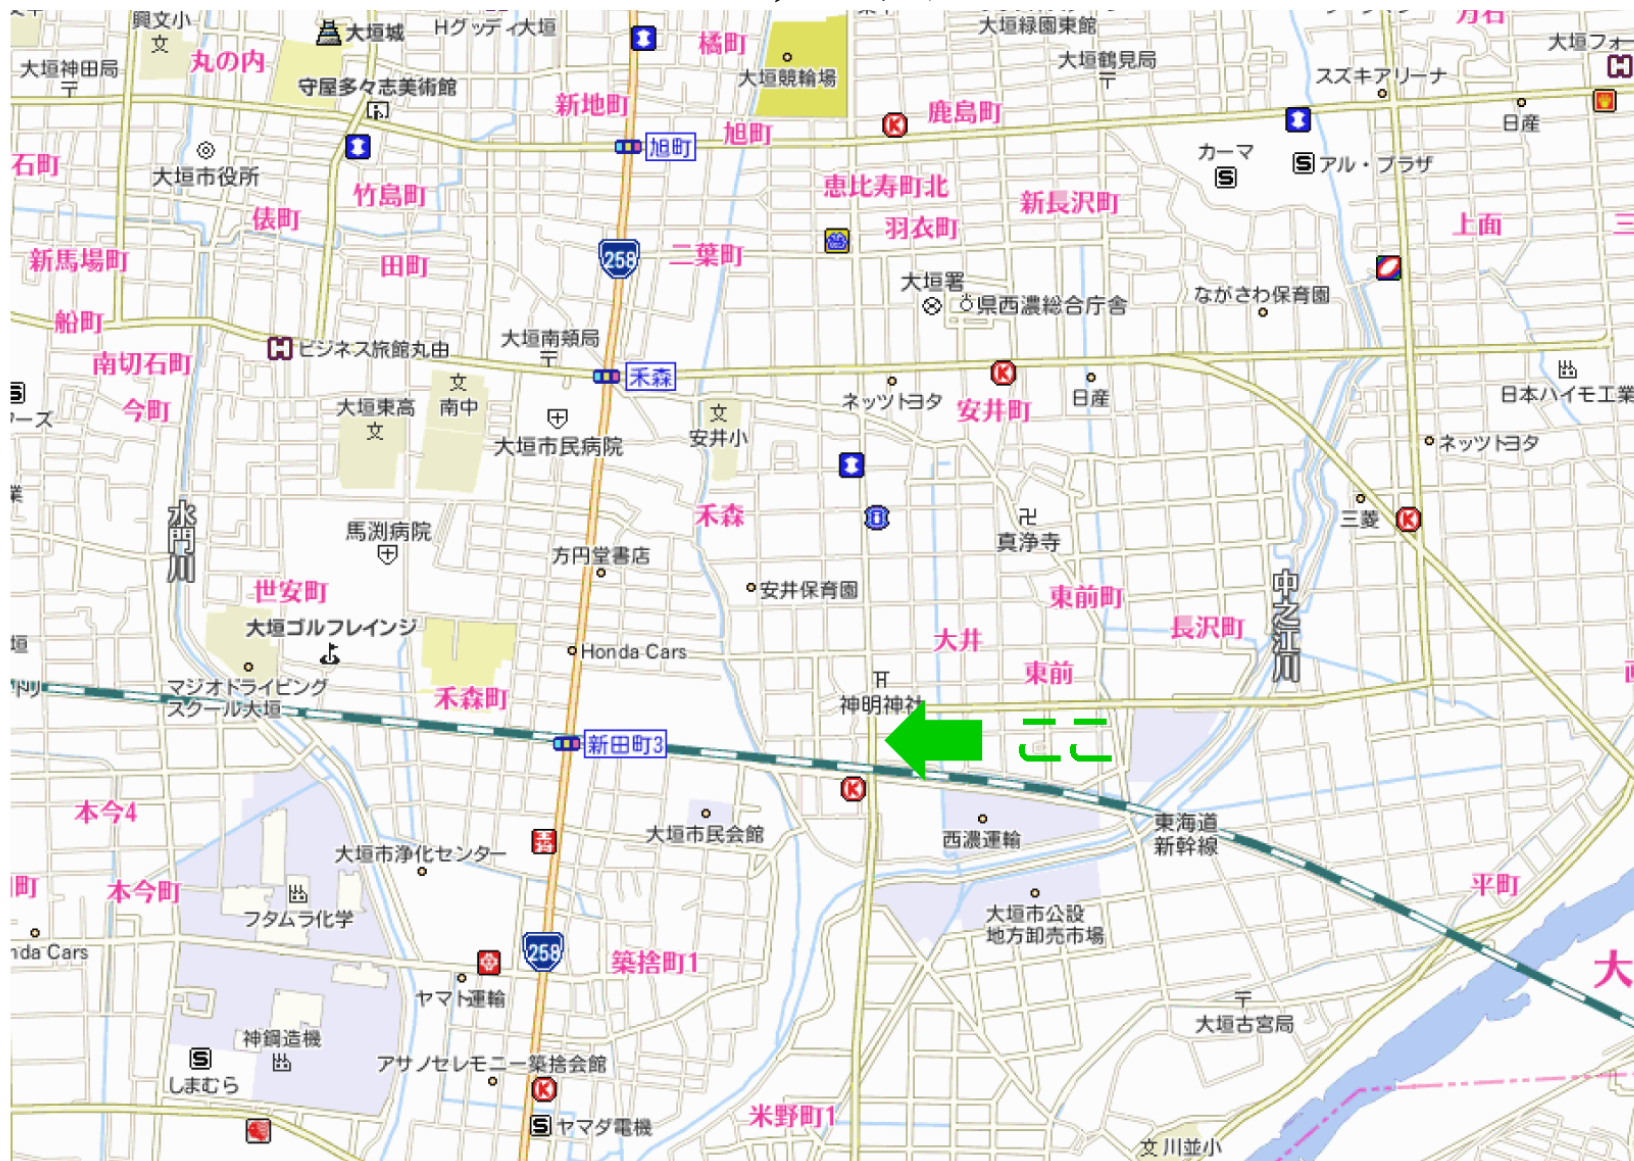 興文小
大垣城
Hグッディ大垣
橘町
大垣緑園東館
万石
大垣神田局
丸の内
守屋多々志美術館
大垣競輪場
大垣鶴見局
スズキアリーナ
大垣フォー
新地町
旭町
旭町
鹿島町
日産
石町
大垣市役所
竹島町
カーマ
アル・プラザ
俵町
恵比寿町北
新長沢町
羽衣町
上面
三
新馬場町
田町
258
二葉町
大垣署
県西濃総合庁舎
ながさわ保育園
船町
ビジネス旅館丸由
大垣南頬局
南切石町
禾森
ネッツトヨタ
日産
日本ハイモ工業
今町
大垣東高
南中
安井町
ーズ
大垣市民病院
安井小
ネッツトヨタ
業
水門川
禾森
三菱
馬渕病院
方円堂書店
真浄寺
世安町
安井保育園
東前町
中之江川
大垣ゴルフレインジ
大井
長沢町
垣
Honda Cars
東前
マジオドライビング
スクール大垣
禾森町
神明神社
新田町3
ここ
本今4
大垣市民会館
西濃運輸
東海道
新幹線
大垣市浄化センター
町
本今町
平町
フタムラ化学
大垣市公設
地方卸売市場
nda Cars
258
築捨町1
大
ヤマト運輸
大垣古宮局
神鋼造機
しまむら
アサノセレモニー築捨会館
米野町1
ヤマダ電機
川並小